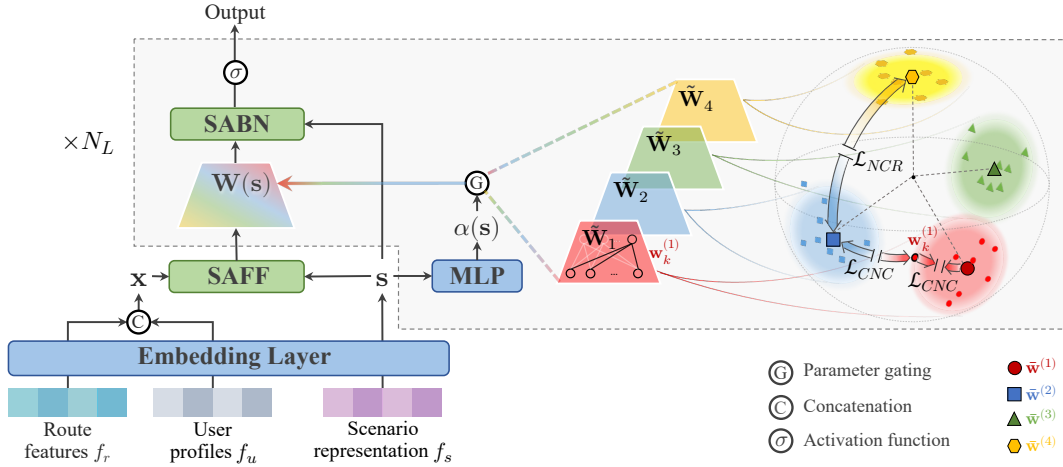 Output
σ
SABN
× N_L
W(s)
G
α(s)
W̃_4
W̃_3
W̃_2
W̃_1
w_k^(1)
...
ℒ_NCR
w_k^(1)
ℒ_CNC
ℒ_CNC
x
SAFF
s
MLP
C
Embedding Layer
Route
features f_r
User
profiles f_u
Scenario
representation f_s
G Parameter gating
C Concatenation
σ Activation function
w̄^(1)
w̄^(2)
w̄^(3)
w̄^(4)